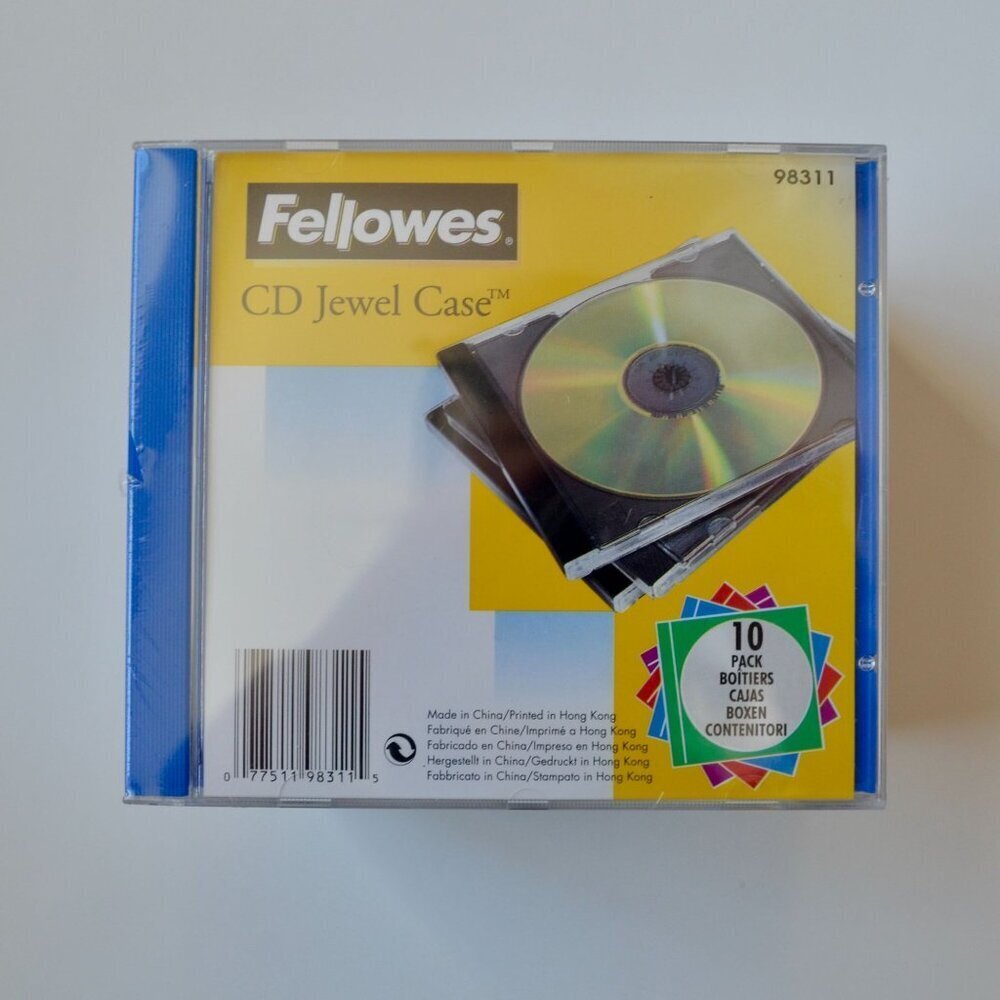 98311
Fellowes®
CD Jewel Case™
10
PACK
BOÎTIERS
CAJAS
BOXEN
CONTENITORI
Made in China/Printed in Hong Kong
Fabriqué en Chine/Imprimé a Hong Kong
Fabricado en China/Impreso en Hong Kong
Hergestellt in China/Gedruckt in Hong Kong
Fabbricato in China/Stampato in Hong Kong
0 77511 98311 5